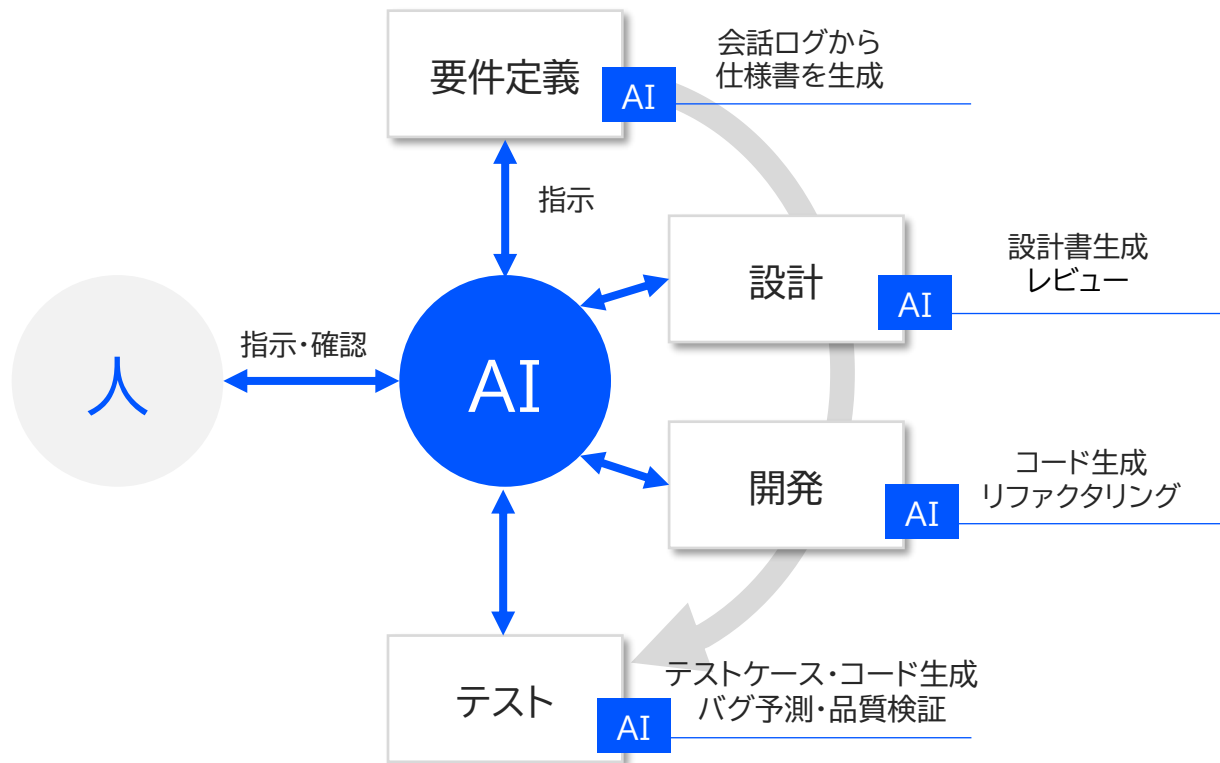 要件定義
AI
会話ログから
仕様書を生成
指示
設計
AI
設計書生成
レビュー
人
指示・確認
AI
開発
AI
コード生成
リファクタリング
テスト
AI
テストケース・コード生成
バグ予測・品質検証